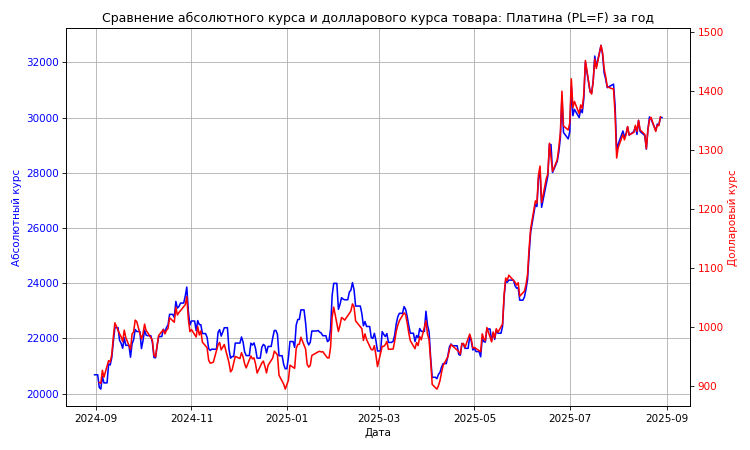 Сравнение абсолютного курса и долларового курса товара: Платина (PL=F) за год
Абсолютный курс
32000
30000
28000
26000
24000
22000
20000
1500
1400
1300
1200
1100
1000
900
Долларовый курс
2024-09 2024-11 2025-01 2025-03 2025-05 2025-07 2025-09
Дата